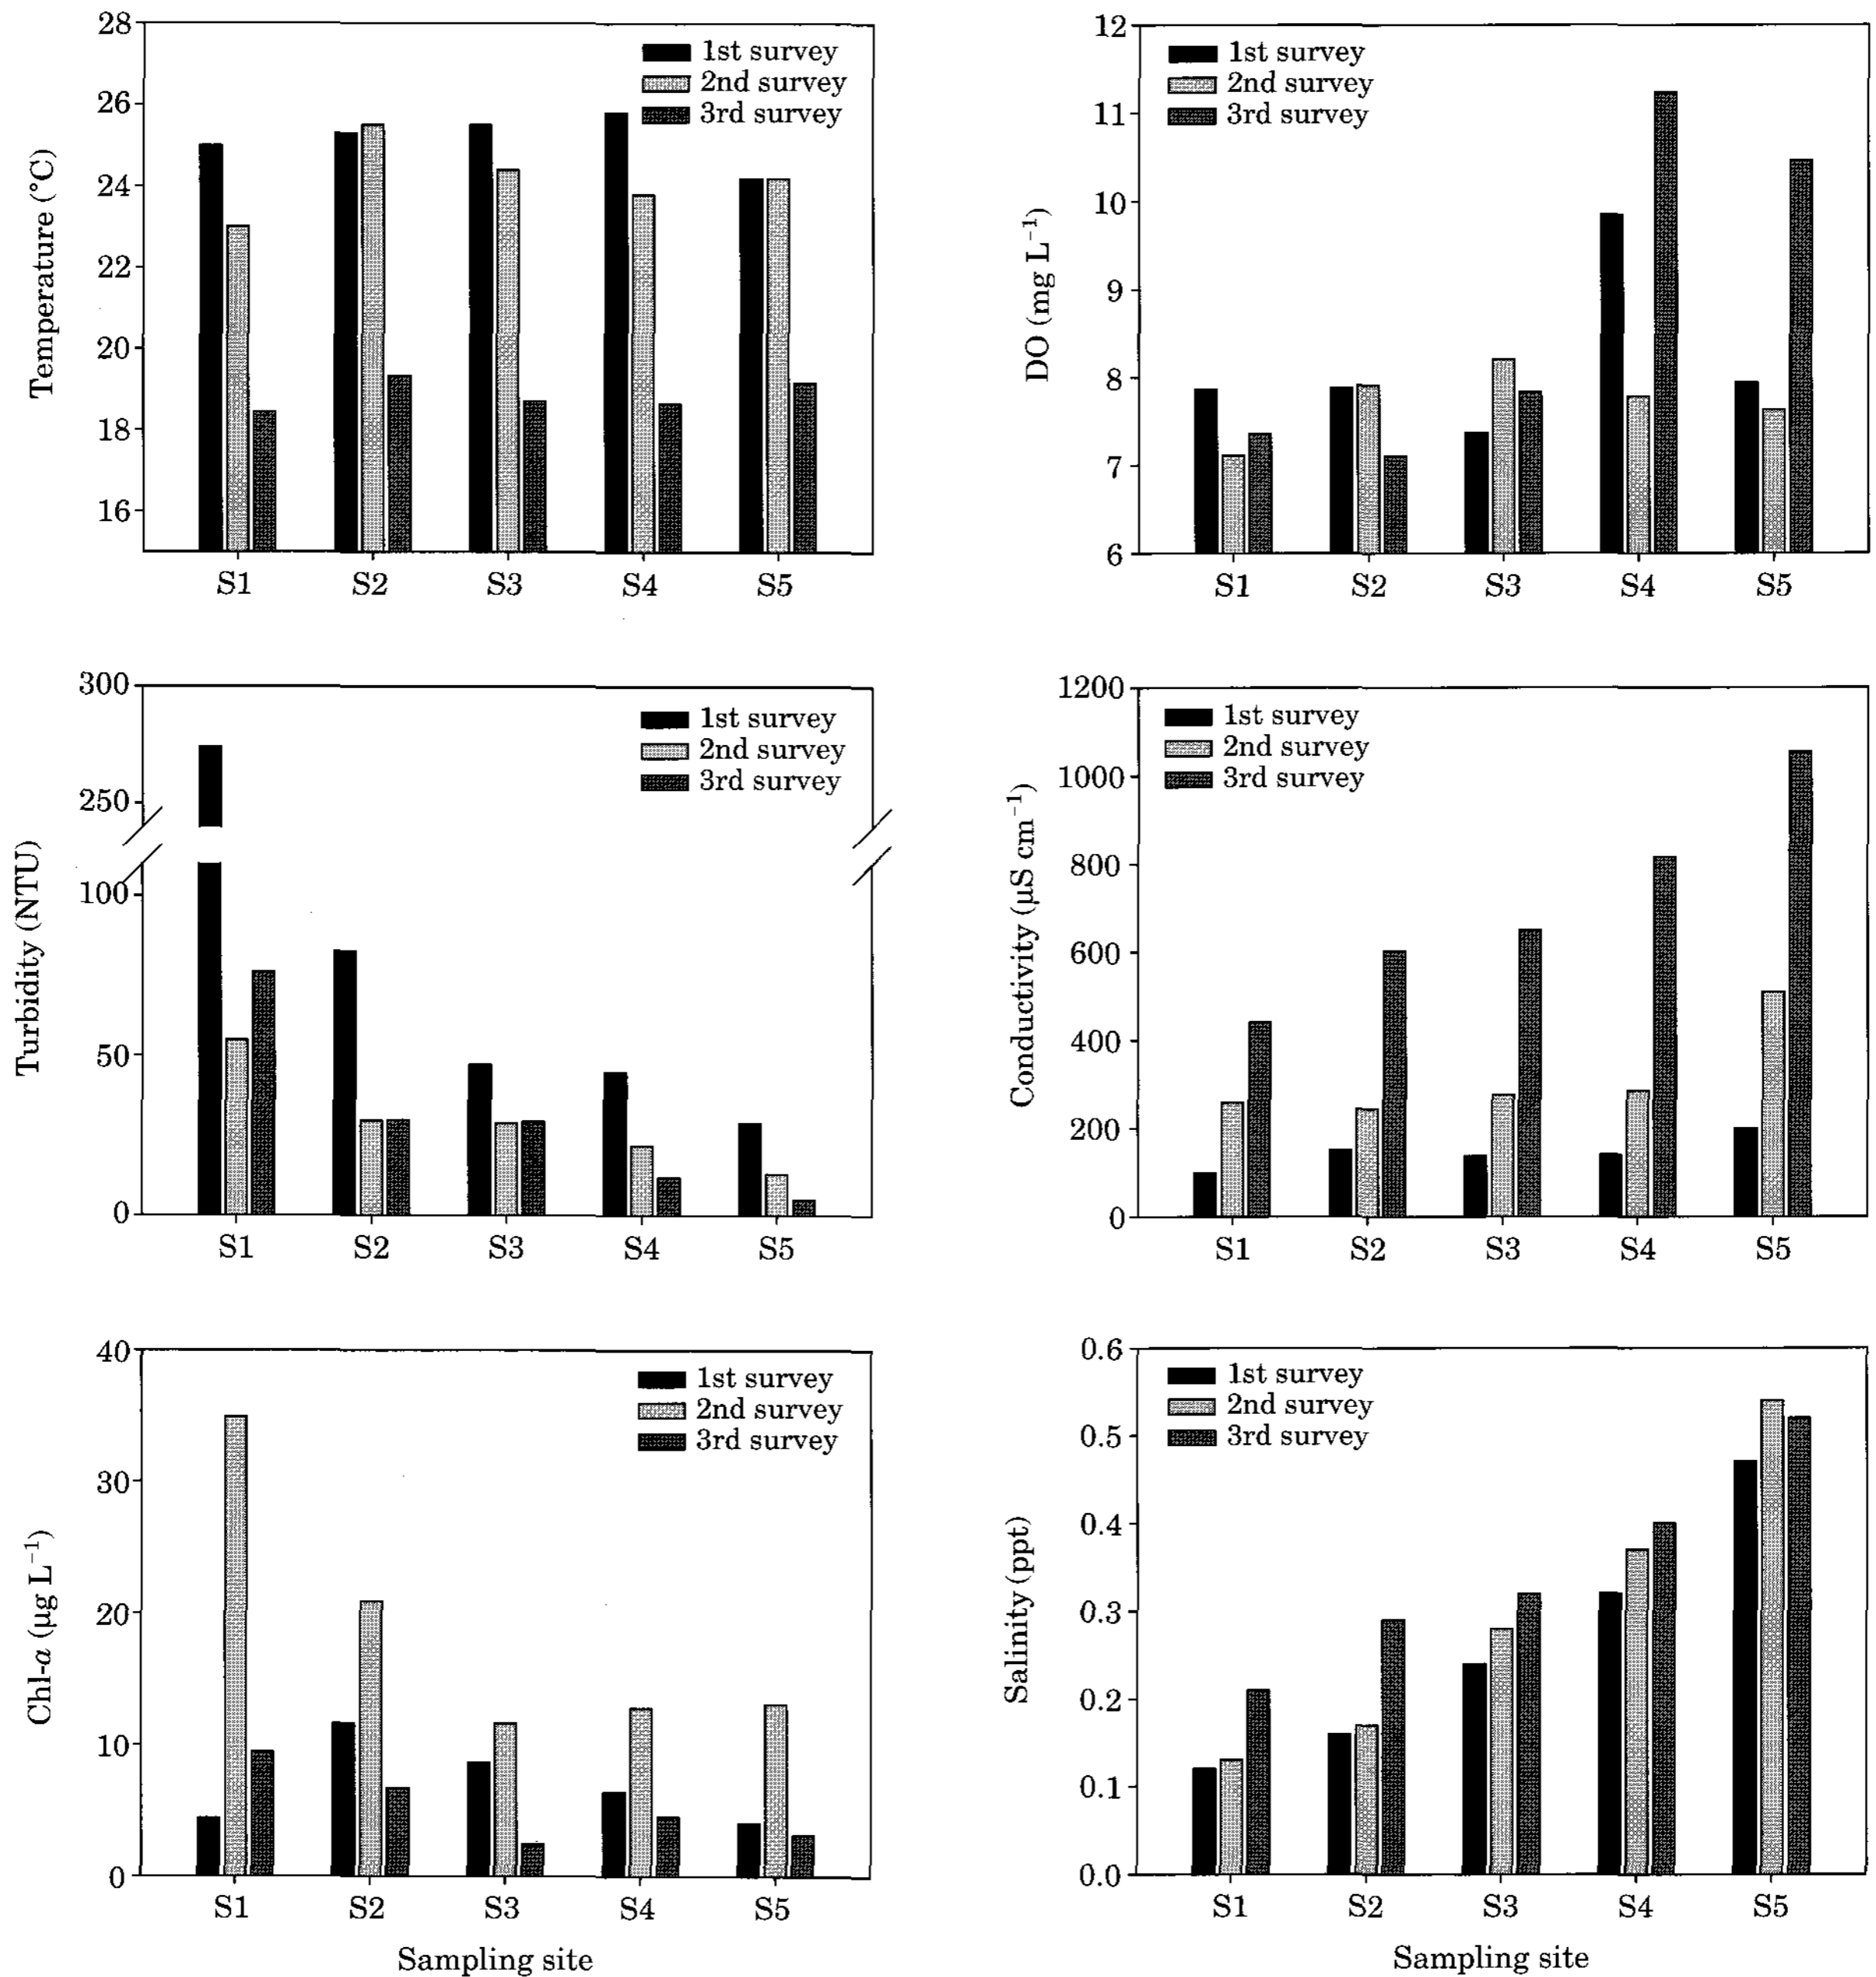 28
26
24
22
20
18
16
Temperature (°C)
1st survey
2nd survey
3rd survey
S1 S2 S3 S4 S5
12
11
10
9
8
7
6
DO (mg L⁻¹)
1st survey
2nd survey
3rd survey
S1 S2 S3 S4 S5
300
250
100
50
0
Turbidity (NTU)
1st survey
2nd survey
3rd survey
S1 S2 S3 S4 S5
1200
1000
800
600
400
200
0
Conductivity (µS cm⁻¹)
1st survey
2nd survey
3rd survey
S1 S2 S3 S4 S5
40
30
20
10
0
Chl-a (µg L⁻¹)
1st survey
2nd survey
3rd survey
S1 S2 S3 S4 S5
Sampling site
0.6
0.5
0.4
0.3
0.2
0.1
0.0
Salinity (ppt)
1st survey
2nd survey
3rd survey
S1 S2 S3 S4 S5
Sampling site